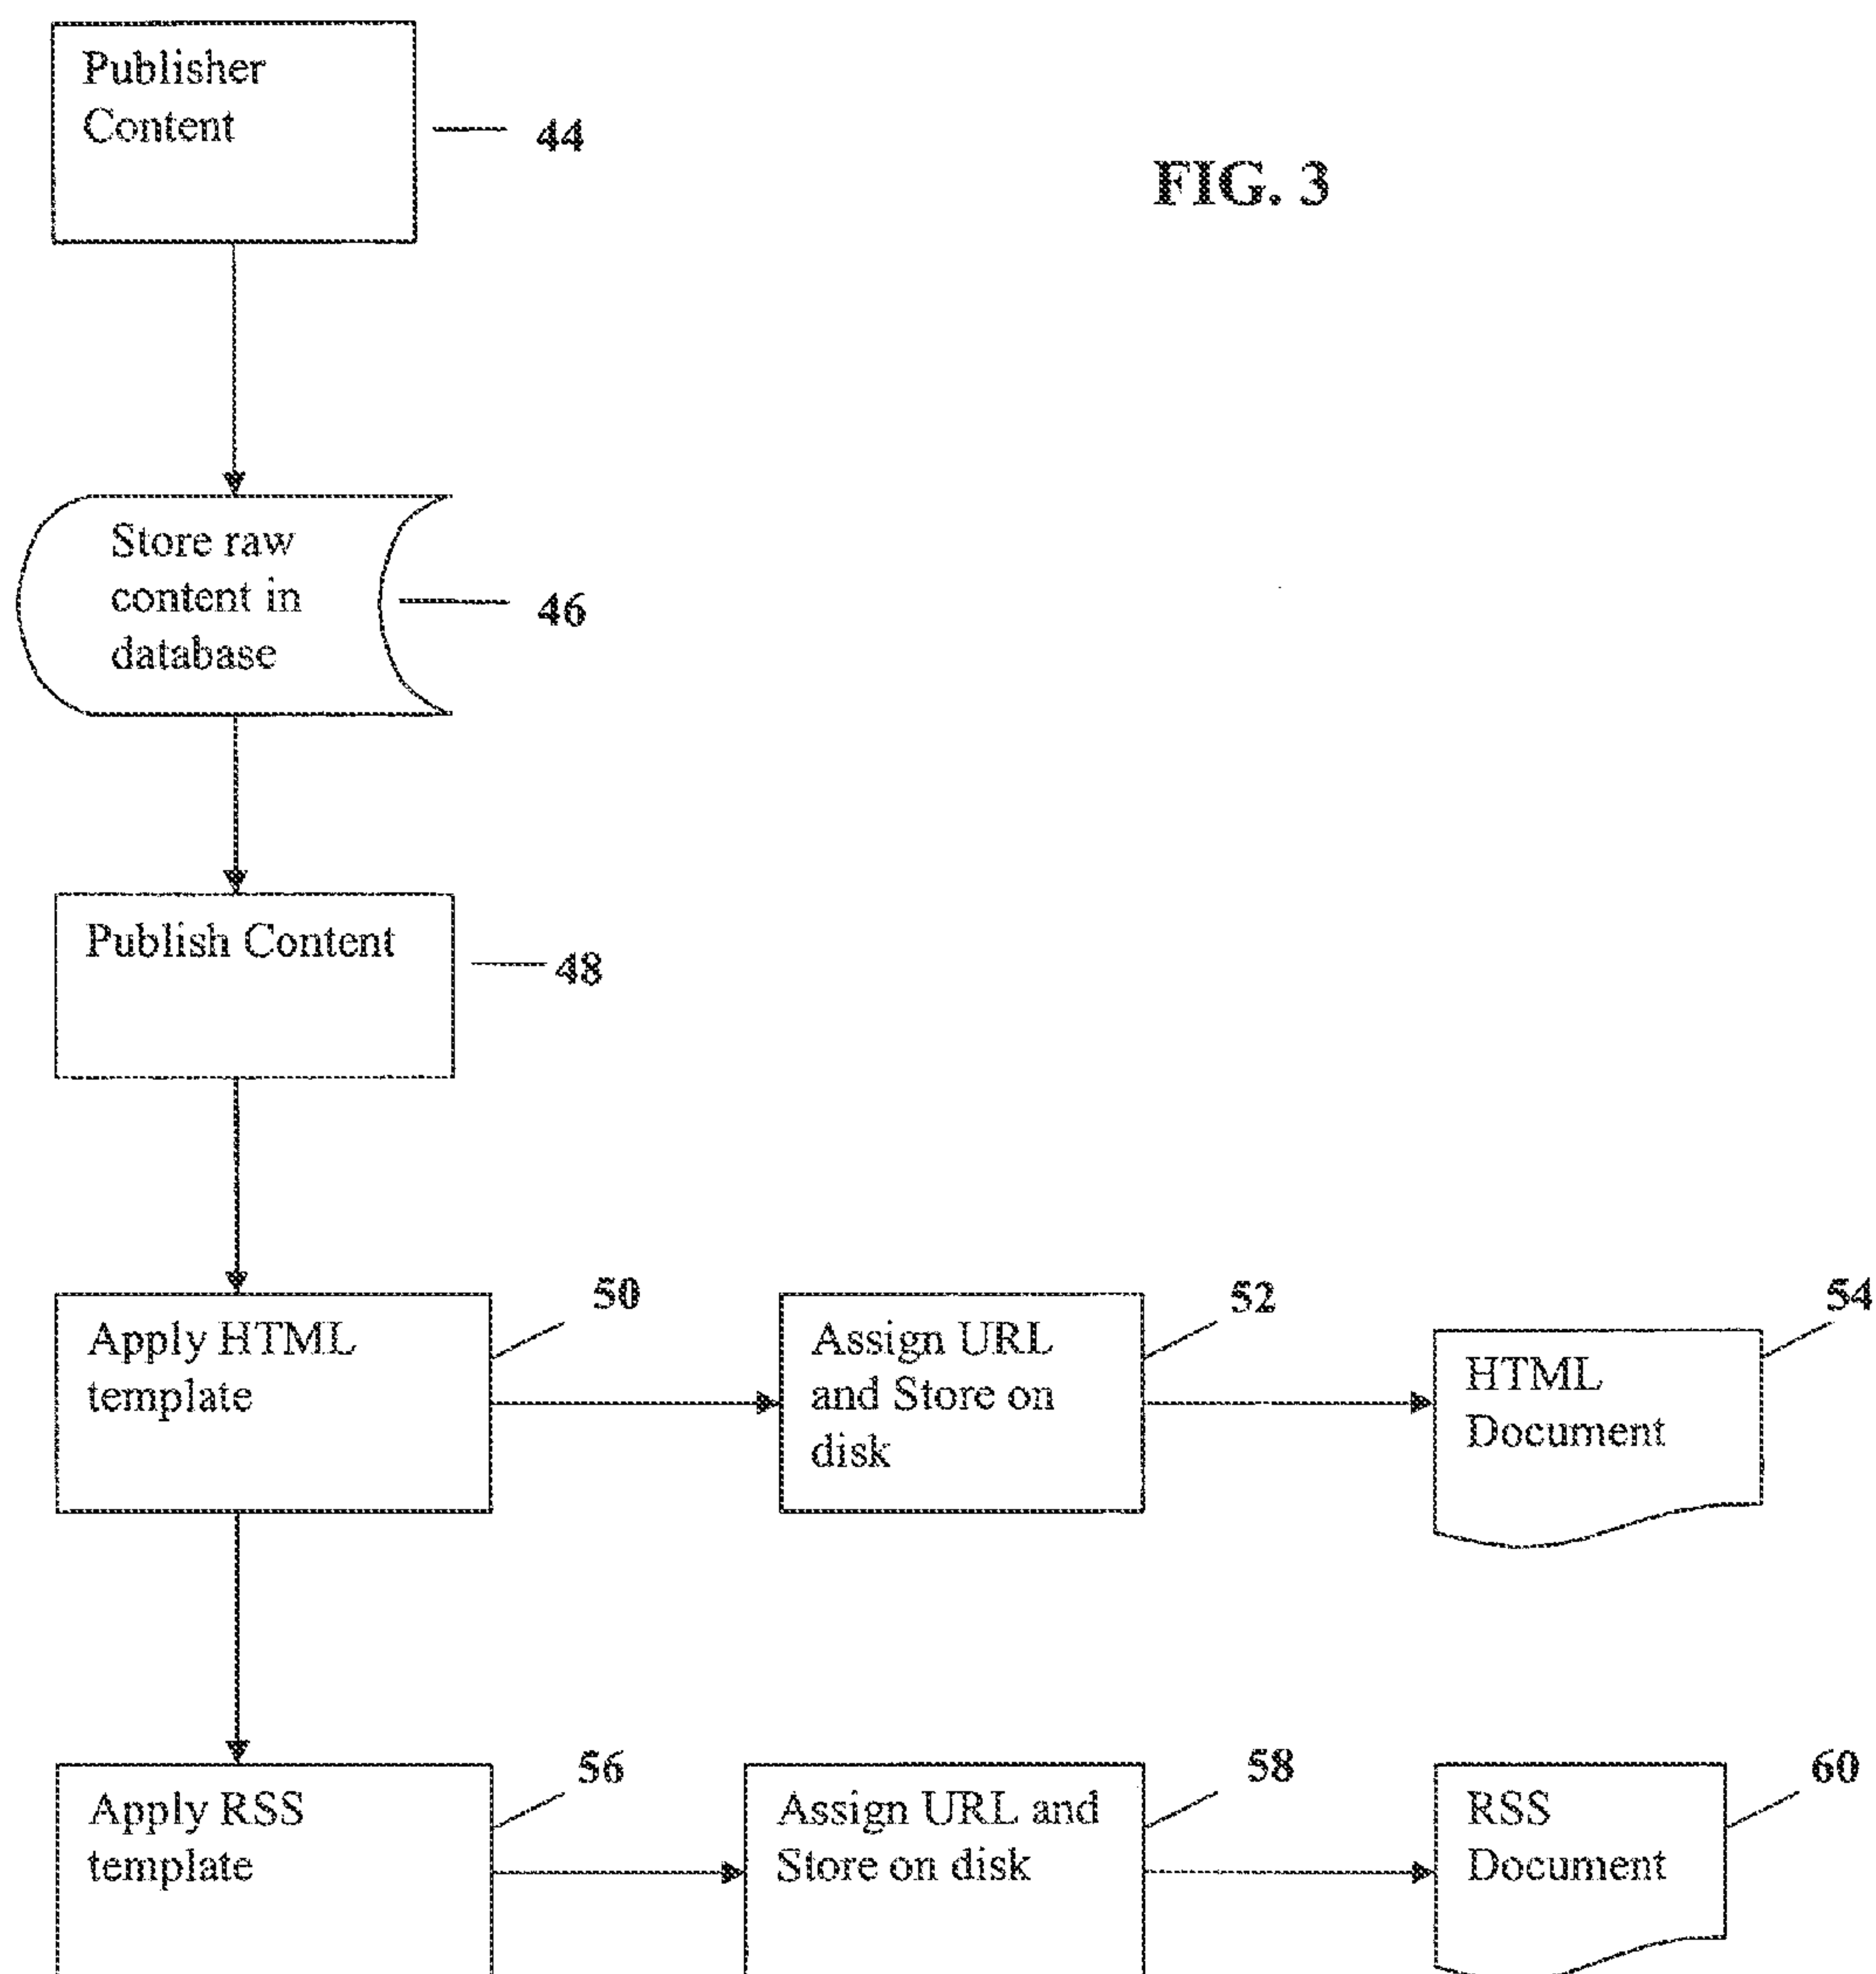 Publisher
Content
44
FIG. 3
Store raw
content in
database
46
Publish Content
48
Apply HTML
template
50
Assign URL
and Store on
disk
52
HTML
Document
54
Apply RSS
template
56
Assign URL and
Store on disk
58
RSS
Document
60